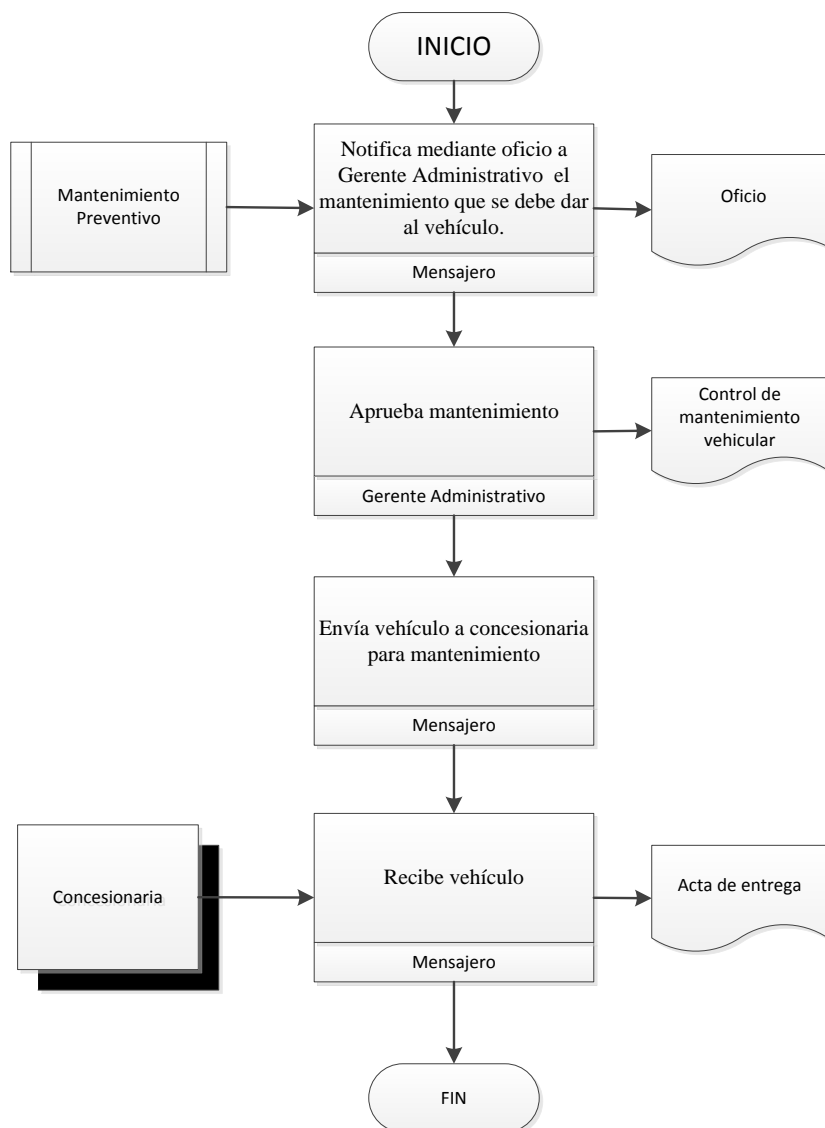 INICIO
Mantenimiento
Preventivo
Notifica mediante oficio a
Gerente Administrativo el
mantenimiento que se debe dar
al vehículo.
Mensajero
Oficio
Aprueba mantenimiento
Gerente Administrativo
Control de
mantenimiento
vehicular
Envía vehículo a concesionaria
para mantenimiento
Mensajero
Concesionaria
Recibe vehículo
Mensajero
Acta de entrega
FIN